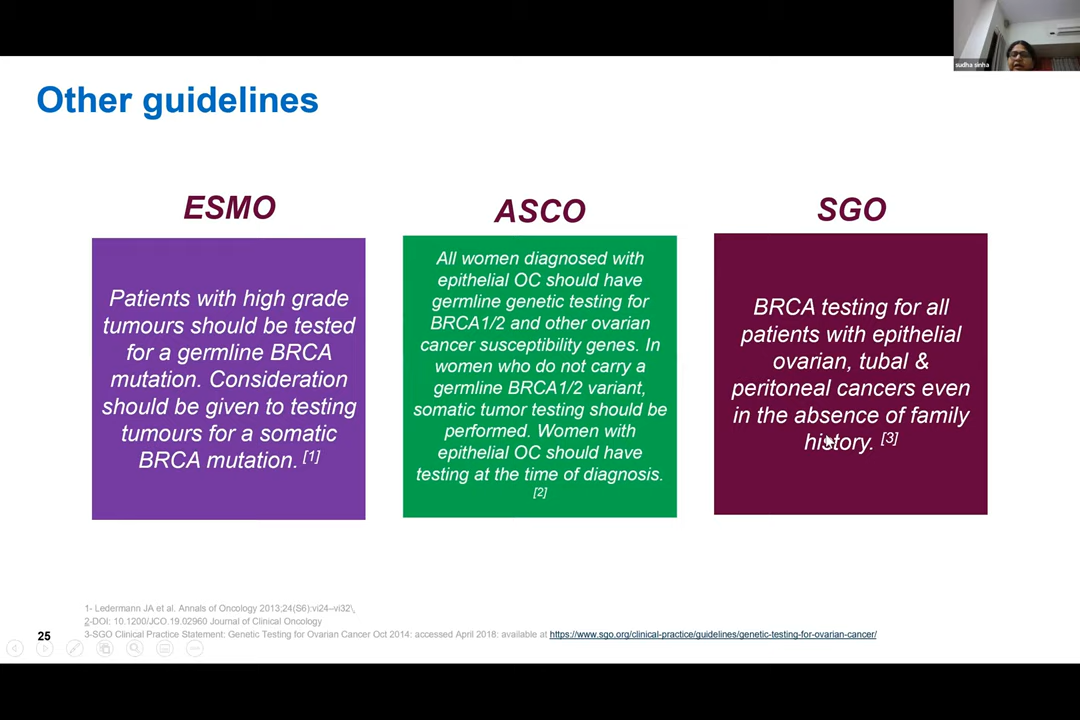 sudha sinha
Other guidelines
ESMO
Patients with high grade
tumours should be tested
for a germline BRCA
mutation. Consideration
should be given to testing
tumours for a somatic
BRCA mutation. [1]
ASCO
All women diagnosed with
epithelial OC should have
germline genetic testing for
BRCA1/2 and other ovarian
cancer susceptibility genes. In
women who do not carry a
germline BRCA1/2 variant,
somatic tumor testing should be
performed. Women with
epithelial OC should have
testing at the time of diagnosis.
[2]
SGO
BRCA testing for all
patients with epithelial
ovarian, tubal &
peritoneal cancers even
in the absence of family
history. [3]
1- Ledermann JA et al. Annals of Oncology 2013;24(S6):vi24–vi32\
2-DOI: 10.1200/JCO.19.02960 Journal of Clinical Oncology
3-SGO Clinical Practice Statement: Genetic Testing for Ovarian Cancer Oct 2014: accessed April 2018: available at https://www.sgo.org/clinical-practice/guidelines/genetic-testing-for-ovarian-cancer/
25